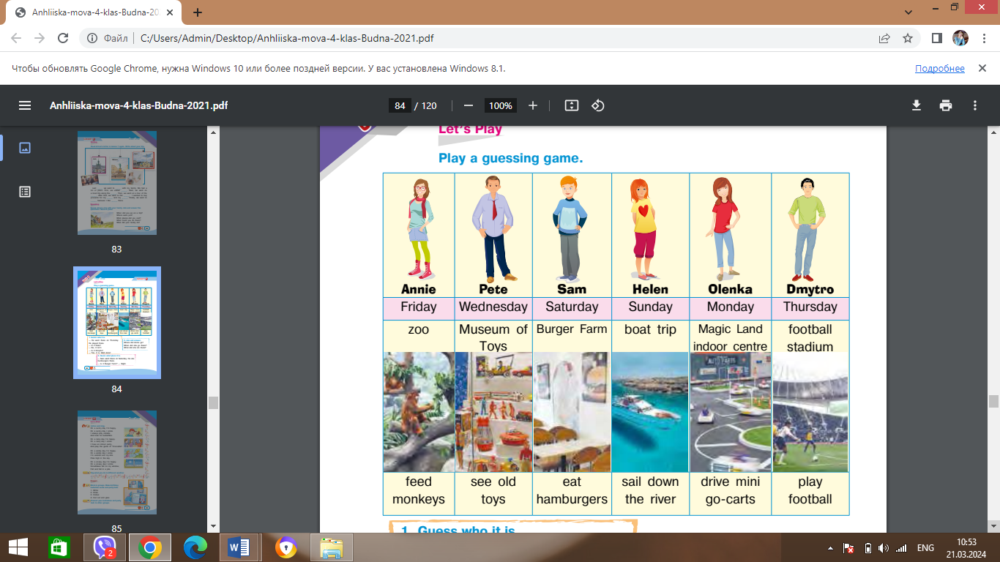 Anhliiska-mova-4-klas-Budna-20
Файл
C:/Users/Admin/Desktop/Anhliiska-mova-4-klas-Budna-2021.pdf
Чтобы обновлять Google Chrome, нужна Windows 10 или более поздней версии. У вас установлена Windows 8.1.
Подробнее
Anhliiska-mova-4-klas-Budna-2021.pdf
84 / 120
100%
83
84
85
Let's Play
Play a guessing game.
Annie Pete Sam Helen Olenka Dmytro
Friday Wednesday Saturday Sunday Monday Thursday
zoo Museum of Burger Farm boat trip Magic Land football
Toys indoor centre stadium
feed see old eat sail down drive mini play
monkeys toys hamburgers the river go-carts football
1. Guess who it is
2
ENG
10:53
21.03.2024